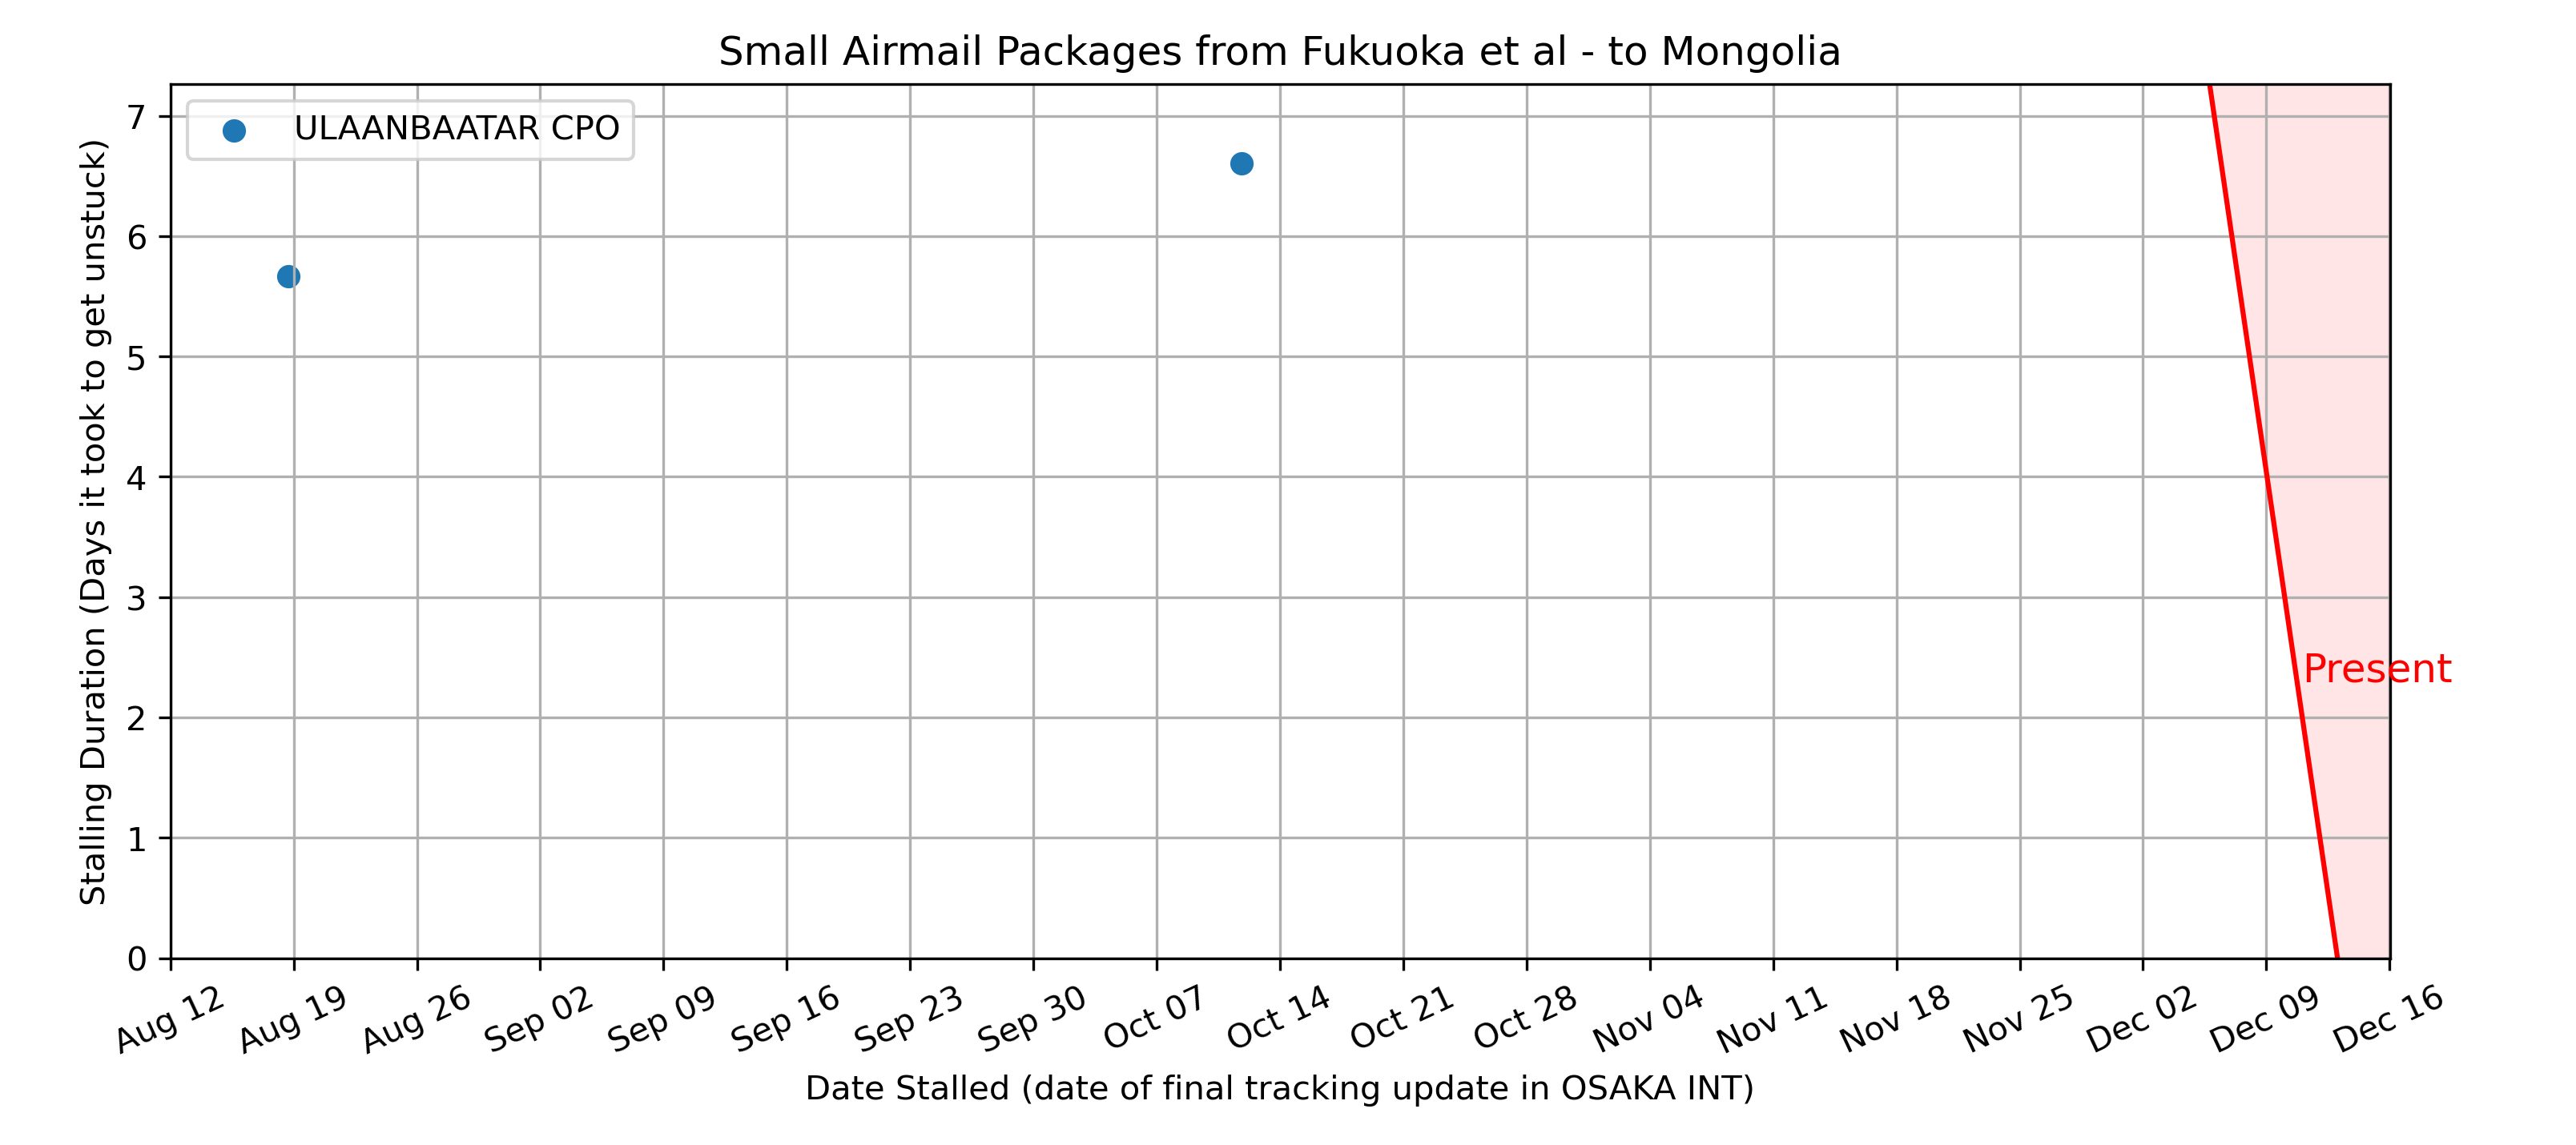 Small Airmail Packages from Fukuoka et al - to Mongolia
ULAANBAATAR CPO
Stalling Duration (Days it took to get unstuck)
7
6
5
4
3
2
1
0
Present
Aug 12
Aug 19
Aug 26
Sep 02
Sep 09
Sep 16
Sep 23
Sep 30
Oct 07
Oct 14
Oct 21
Oct 28
Nov 04
Nov 11
Nov 18
Nov 25
Dec 02
Dec 09
Dec 16
Date Stalled (date of final tracking update in OSAKA INT)